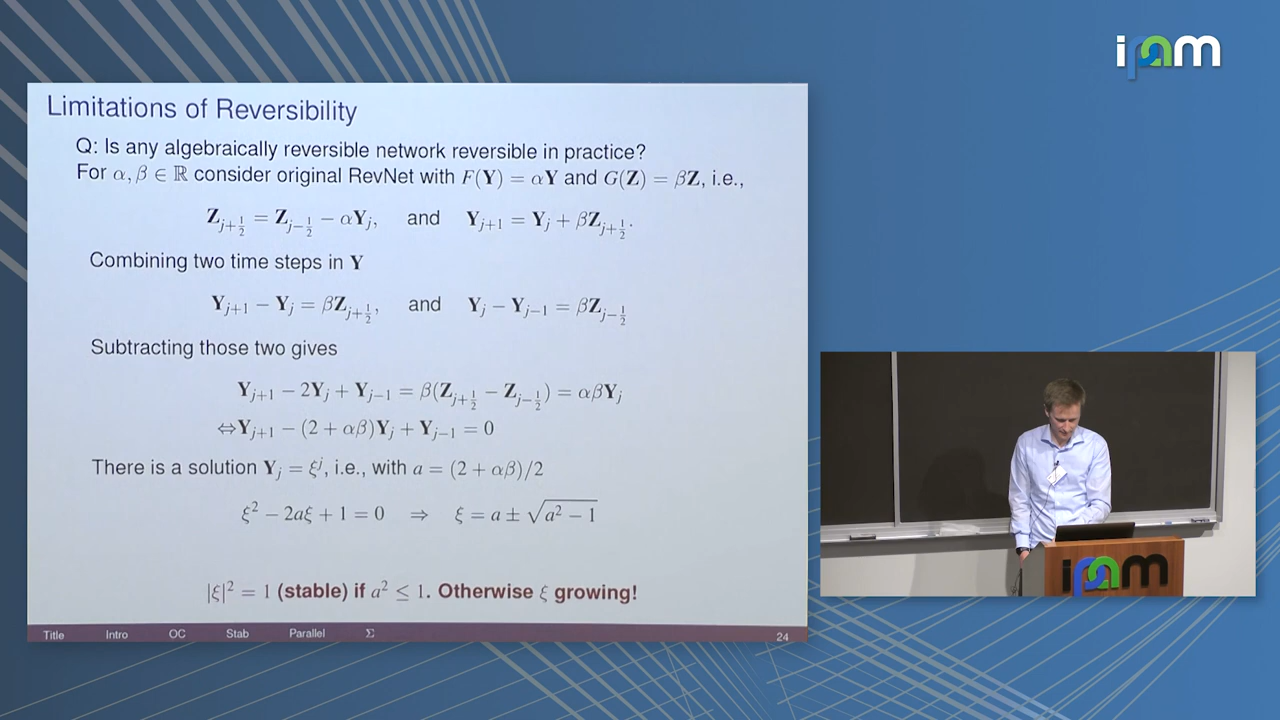 ipam
Limitations of Reversibility
Q: Is any algebraically reversible network reversible in practice?
For α, β ∈ ℝ consider original RevNet with F(Y) = αY and G(Z) = βZ, i.e.,
Z_{j+1/2} = Z_{j−1/2} − αY_j, and Y_{j+1} = Y_j + βZ_{j+1/2}.
Combining two time steps in Y
Y_{j+1} − Y_j = βZ_{j+1/2}, and Y_j − Y_{j−1} = βZ_{j−1/2}
Subtracting those two gives
Y_{j+1} − 2Y_j + Y_{j−1} = β(Z_{j+1/2} − Z_{j−1/2}) = αβY_j
⇔Y_{j+1} − (2 + αβ)Y_j + Y_{j−1} = 0
There is a solution Y_j = ξ^j, i.e., with a = (2 + αβ)/2
ξ² − 2aξ + 1 = 0 ⇒ ξ = a ± √(a² − 1)
|ξ|² = 1 (stable) if a² ≤ 1. Otherwise ξ growing!
Title Intro OC Stab Parallel Σ 24
ipam